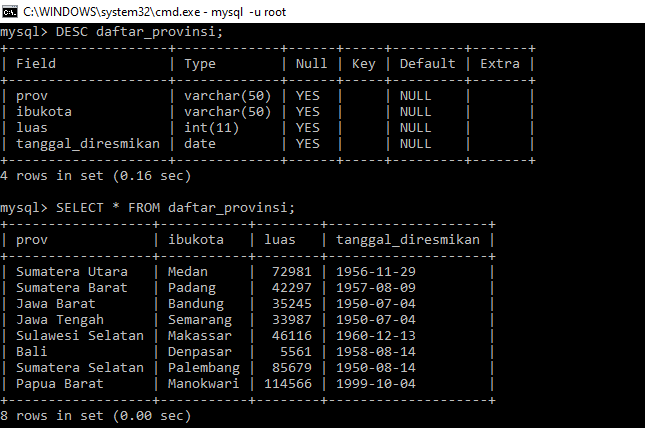 C:\WINDOWS\system32\cmd.exe - mysql -u root
mysql> DESC daftar_provinsi;
+--------------------+-------------+------+-----+---------+-------+
| Field              | Type        | Null | Key | Default | Extra |
+--------------------+-------------+------+-----+---------+-------+
| prov               | varchar(50) | YES  |     | NULL    |       |
| ibukota            | varchar(50) | YES  |     | NULL    |       |
| luas               | int(11)     | YES  |     | NULL    |       |
| tanggal_diresmikan | date        | YES  |     | NULL    |       |
+--------------------+-------------+------+-----+---------+-------+
4 rows in set (0.16 sec)
mysql> SELECT * FROM daftar_provinsi;
+------------------+-----------+--------+--------------------+
| prov             | ibukota   | luas   | tanggal_diresmikan |
+------------------+-----------+--------+--------------------+
| Sumatera Utara   | Medan     |  72981 | 1956-11-29         |
| Sumatera Barat   | Padang    |  42297 | 1957-08-09         |
| Jawa Barat       | Bandung   |  35245 | 1950-07-04         |
| Jawa Tengah      | Semarang  |  33987 | 1950-07-04         |
| Sulawesi Selatan | Makassar  |  46116 | 1960-12-13         |
| Bali             | Denpasar  |   5561 | 1958-08-14         |
| Sumatera Selatan | Palembang |  85679 | 1950-08-14         |
| Papua Barat      | Manokwari | 114566 | 1999-10-04         |
+------------------+-----------+--------+--------------------+
8 rows in set (0.00 sec)